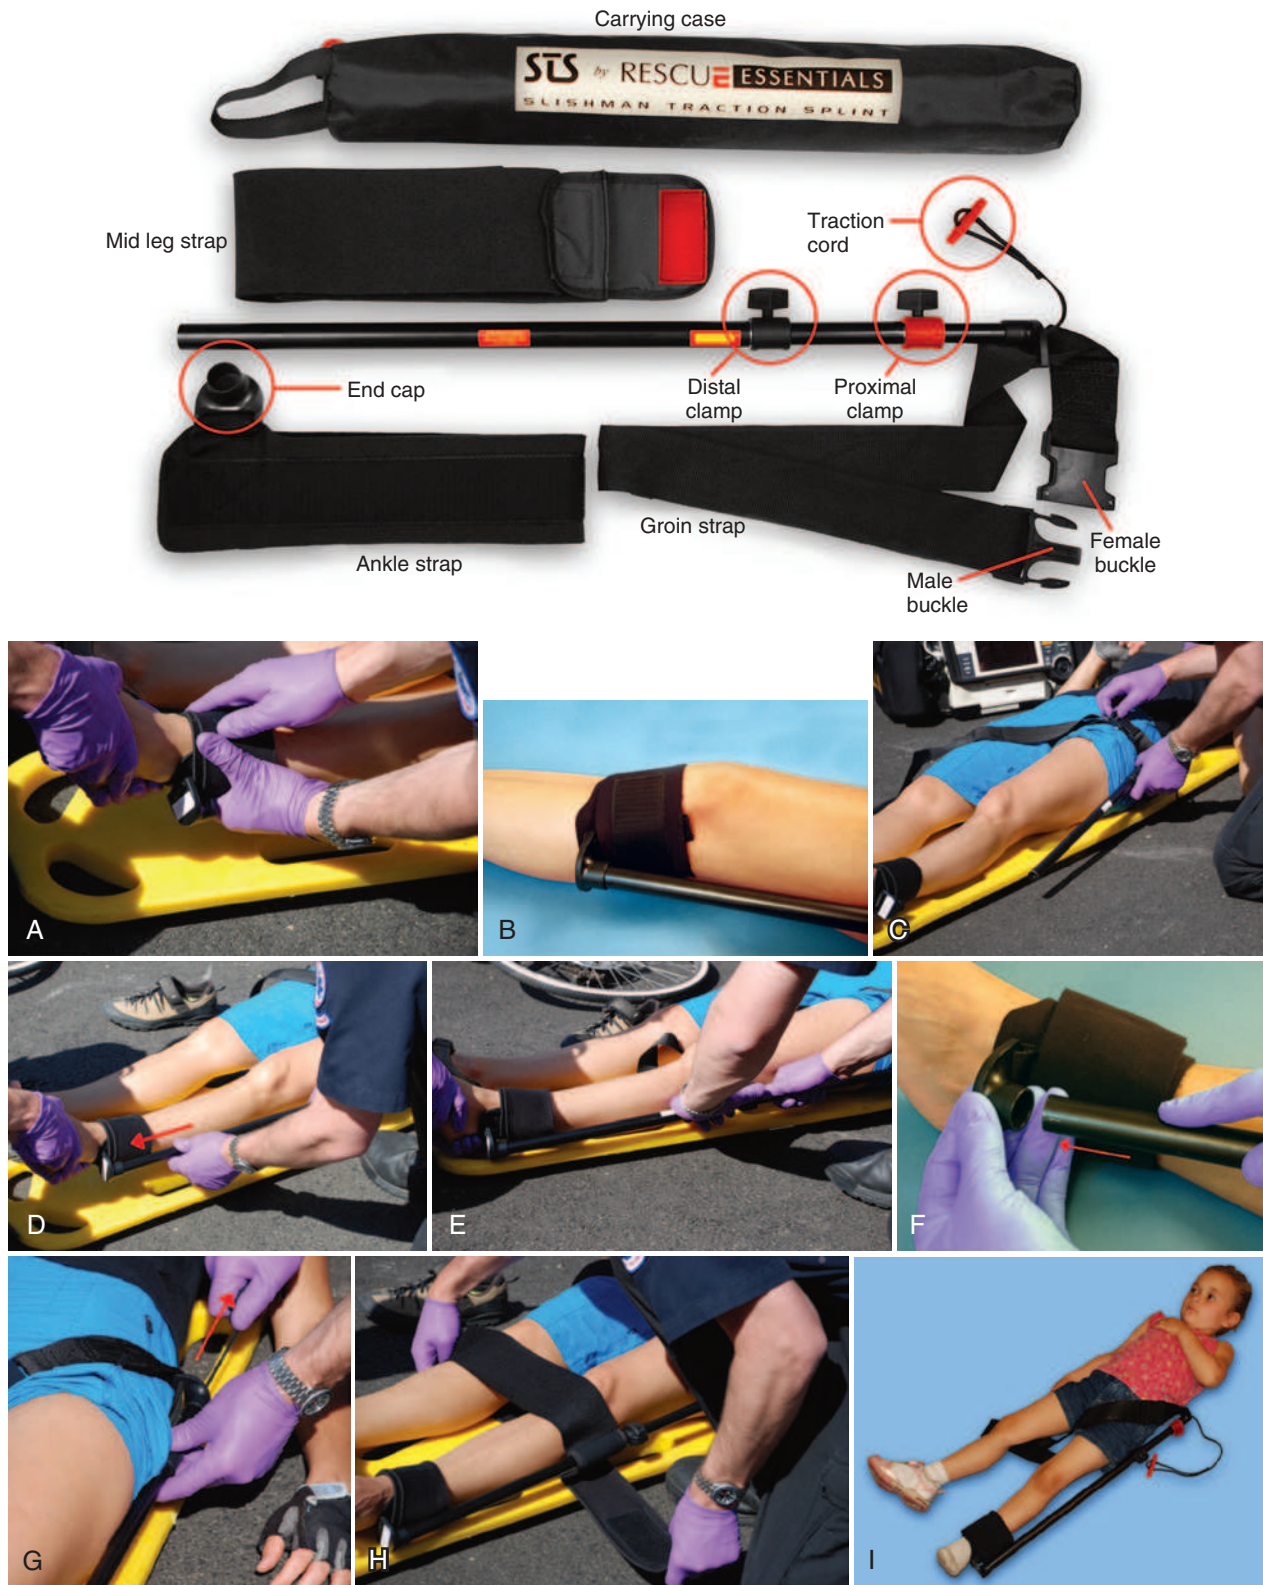 Carrying case
STS by RESCUE ESSENTIALS
SLISHMAN TRACTION SPLINT
Mid leg strap
Traction
cord
End cap
Distal
clamp
Proximal
clamp
Groin strap
Ankle strap
Female
buckle
Male
buckle
A
B
C
D
E
F
G
H
I